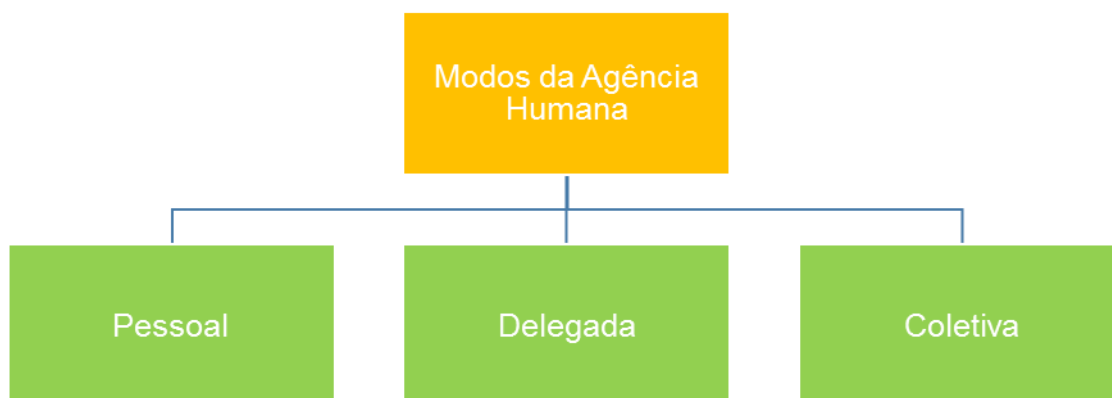 Modos da Agência
Humana
Pessoal
Delegada
Coletiva